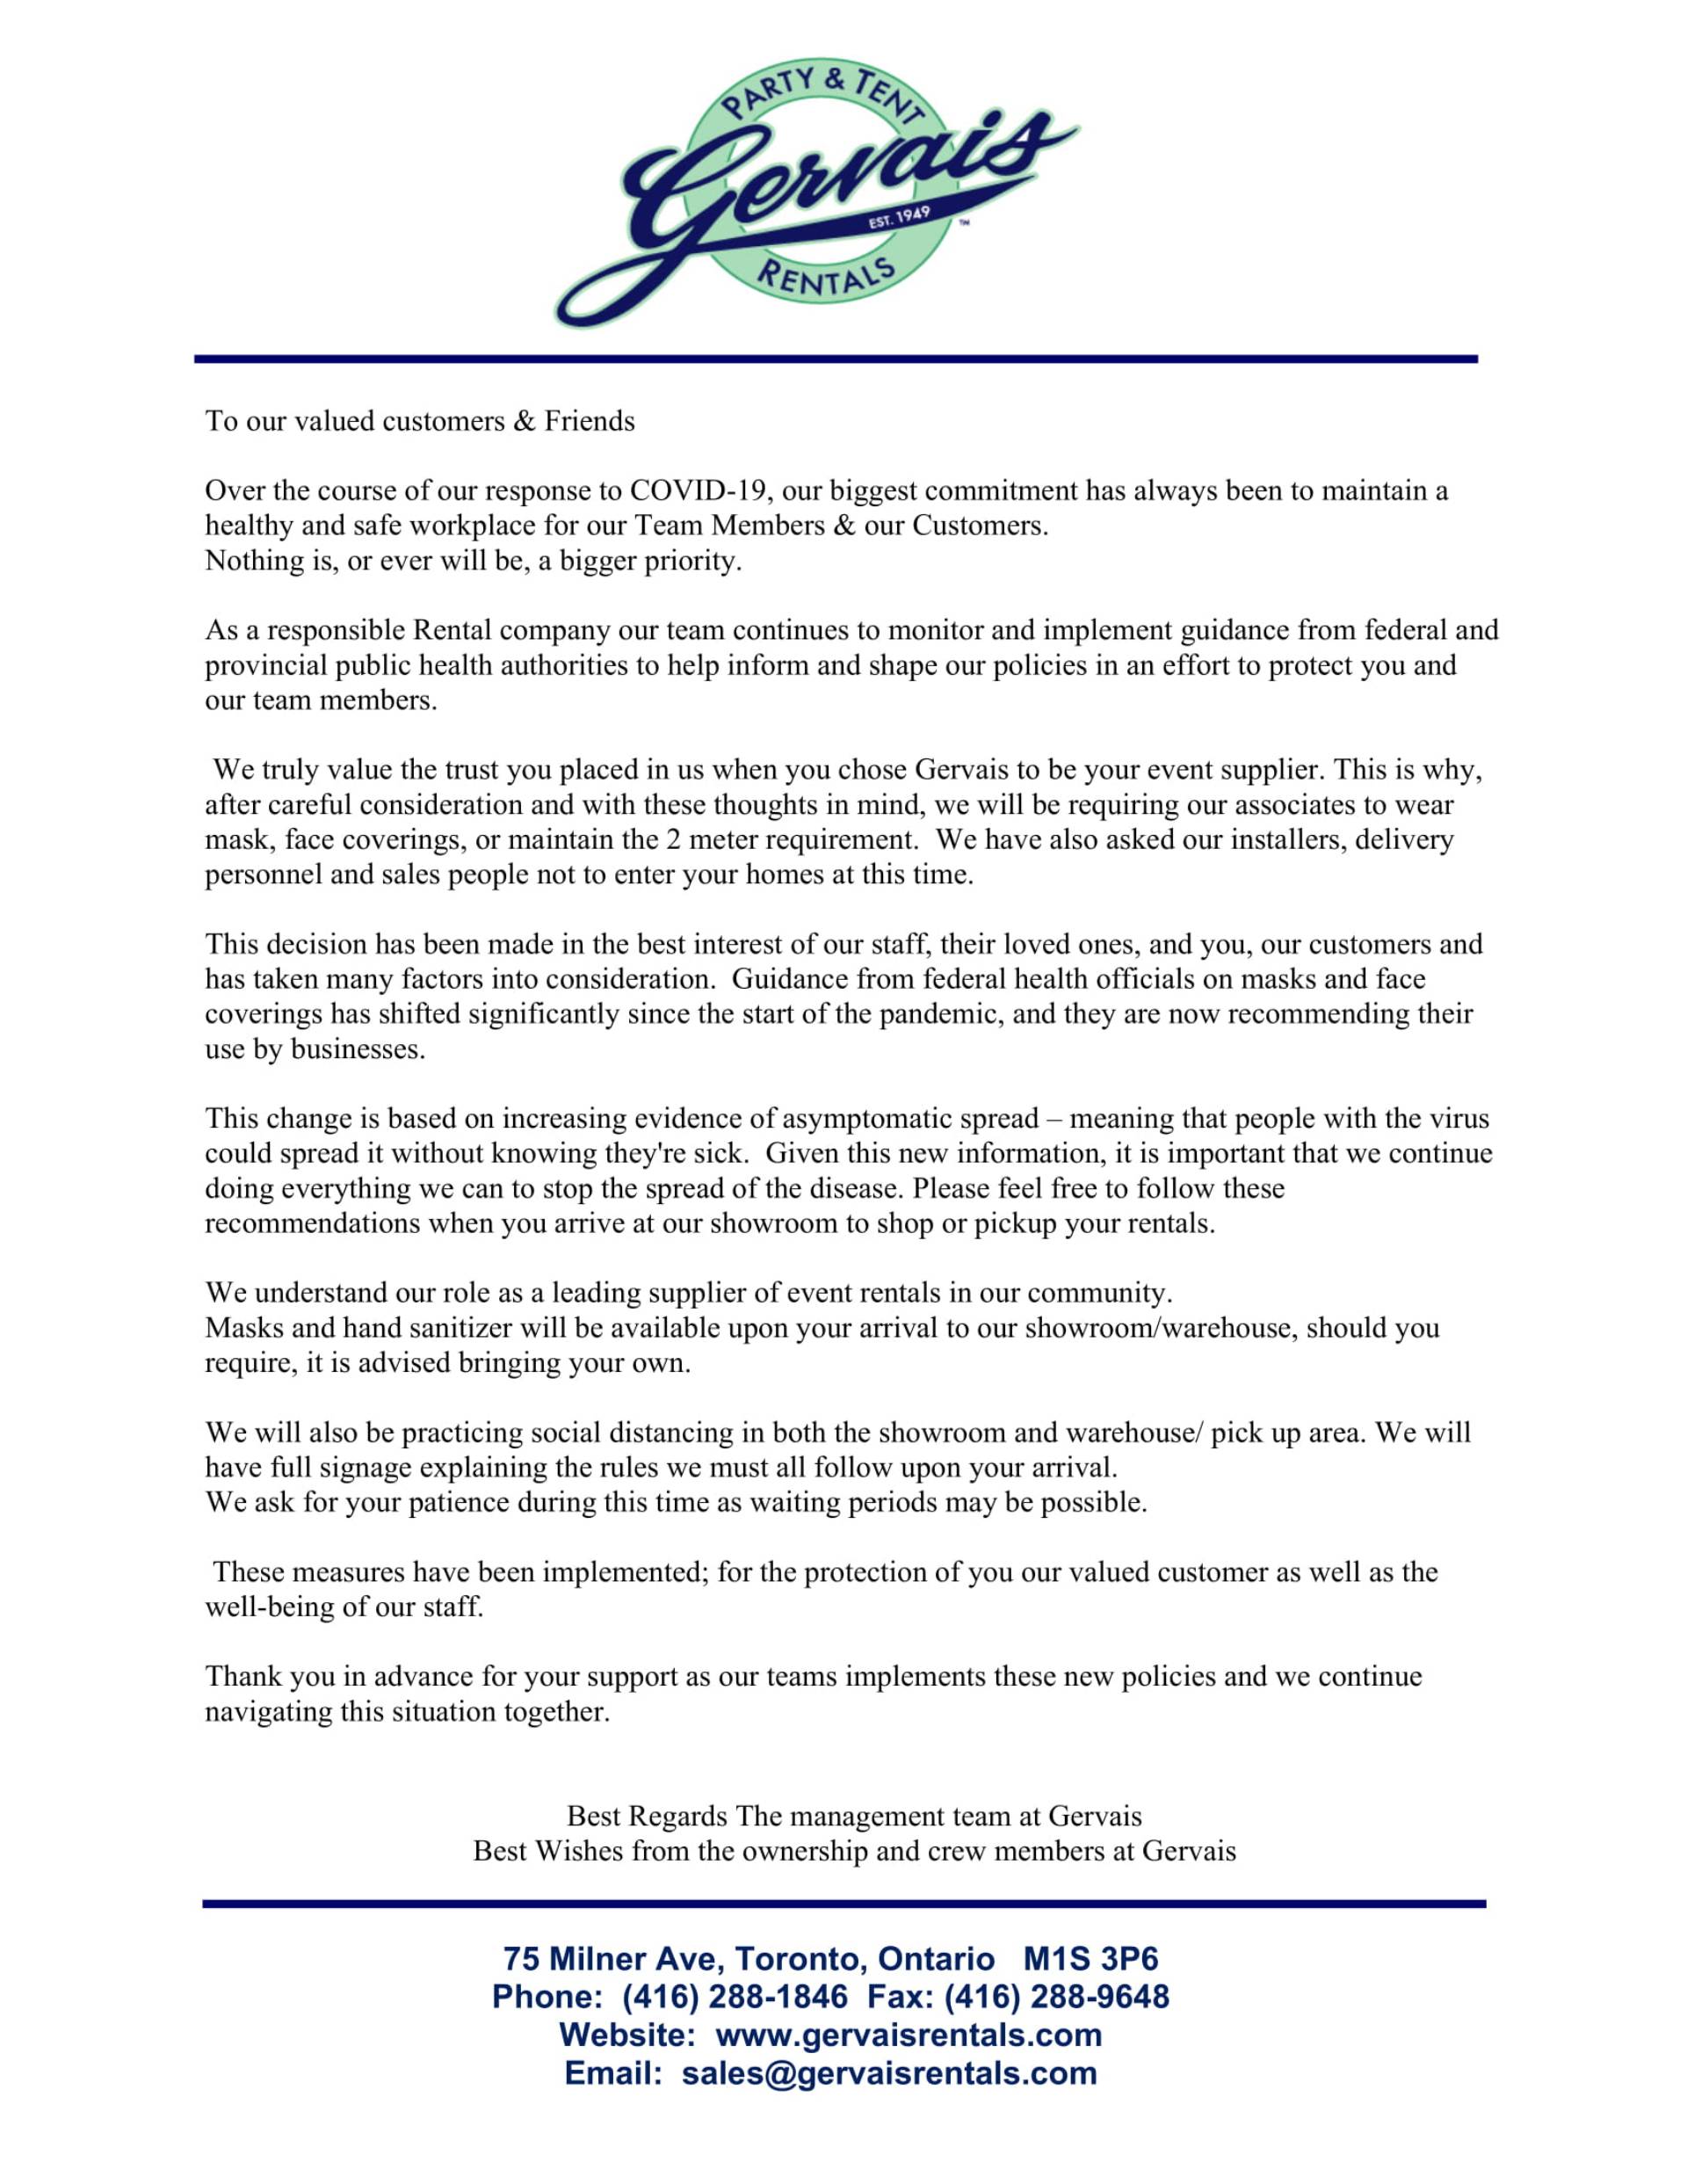 PARTY & TENT
Gervais
EST. 1949
TM
RENTALS
To our valued customers & Friends
Over the course of our response to COVID-19, our biggest commitment has always been to maintain a
healthy and safe workplace for our Team Members & our Customers.
Nothing is, or ever will be, a bigger priority.
As a responsible Rental company our team continues to monitor and implement guidance from federal and
provincial public health authorities to help inform and shape our policies in an effort to protect you and
our team members.
We truly value the trust you placed in us when you chose Gervais to be your event supplier. This is why,
after careful consideration and with these thoughts in mind, we will be requiring our associates to wear
mask, face coverings, or maintain the 2 meter requirement.  We have also asked our installers, delivery
personnel and sales people not to enter your homes at this time.
This decision has been made in the best interest of our staff, their loved ones, and you, our customers and
has taken many factors into consideration.  Guidance from federal health officials on masks and face
coverings has shifted significantly since the start of the pandemic, and they are now recommending their
use by businesses.
This change is based on increasing evidence of asymptomatic spread – meaning that people with the virus
could spread it without knowing they're sick.  Given this new information, it is important that we continue
doing everything we can to stop the spread of the disease. Please feel free to follow these
recommendations when you arrive at our showroom to shop or pickup your rentals.
We understand our role as a leading supplier of event rentals in our community.
Masks and hand sanitizer will be available upon your arrival to our showroom/warehouse, should you
require, it is advised bringing your own.
We will also be practicing social distancing in both the showroom and warehouse/ pick up area. We will
have full signage explaining the rules we must all follow upon your arrival.
We ask for your patience during this time as waiting periods may be possible.
These measures have been implemented; for the protection of you our valued customer as well as the
well-being of our staff.
Thank you in advance for your support as our teams implements these new policies and we continue
navigating this situation together.
Best Regards The management team at Gervais
Best Wishes from the ownership and crew members at Gervais
75 Milner Ave, Toronto, Ontario   M1S 3P6
Phone:  (416) 288-1846  Fax: (416) 288-9648
Website:  www.gervaisrentals.com
Email:  sales@gervaisrentals.com